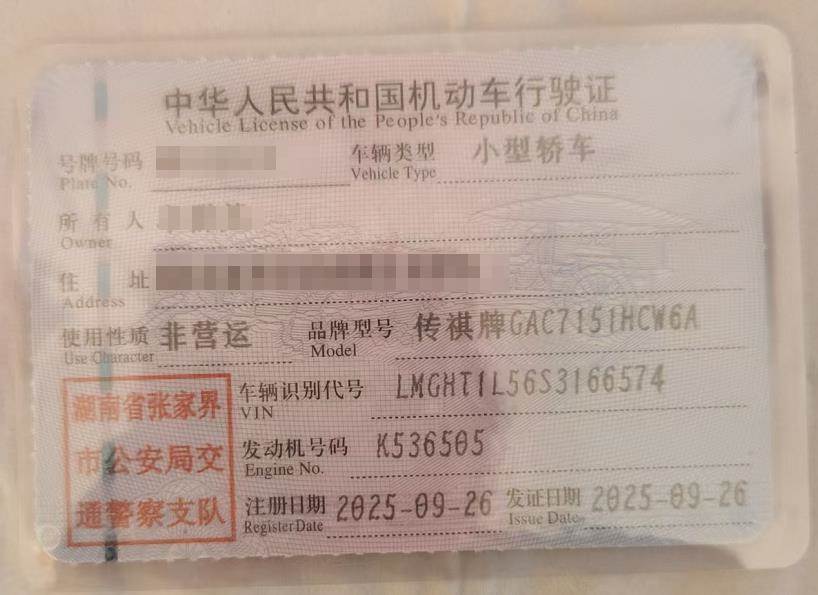 中华人民共和国机动车行驶证
Vehicle License of the People's Republic of China
号牌号码
Plate No.
车辆类型 小型轿车
Vehicle Type
所有人
Owner
住址
Address
使用性质 非营运
Use Character
品牌型号 传祺牌GAC7151HCW6A
Model
湖南省张家界
市公安局交
通警察支队
车辆识别代号 LMGHT1L56S3166574
VIN
发动机号码 K536505
Engine No.
注册日期 2025-09-26
Register Date
发证日期 2025-09-26
Issue Date